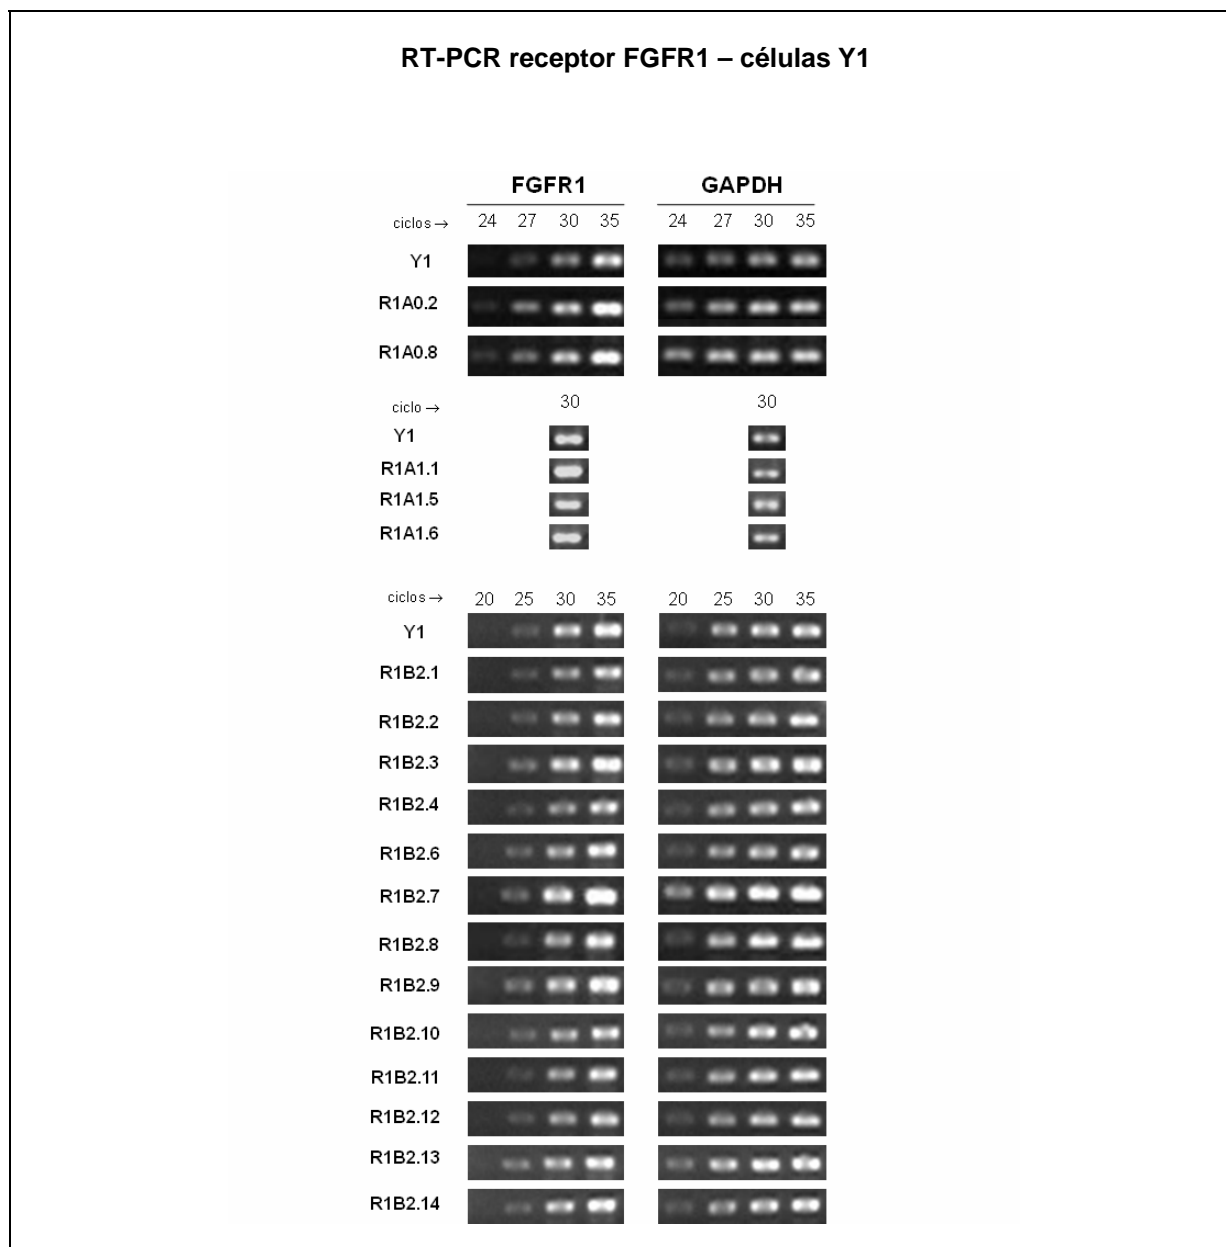 RT-PCR receptor FGFR1 – células Y1
FGFR1 GAPDH
ciclos → 24 27 30 35 24 27 30 35
Y1
R1A0.2
R1A0.8
ciclo → 30 30
Y1
R1A1.1
R1A1.5
R1A1.6
ciclos → 20 25 30 35 20 25 30 35
Y1
R1B2.1
R1B2.2
R1B2.3
R1B2.4
R1B2.6
R1B2.7
R1B2.8
R1B2.9
R1B2.10
R1B2.11
R1B2.12
R1B2.13
R1B2.14